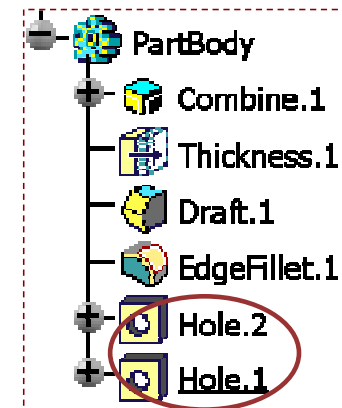 PartBody
Combine.1
Thickness.1
Draft.1
EdgeFillet.1
Hole.2
Hole.1